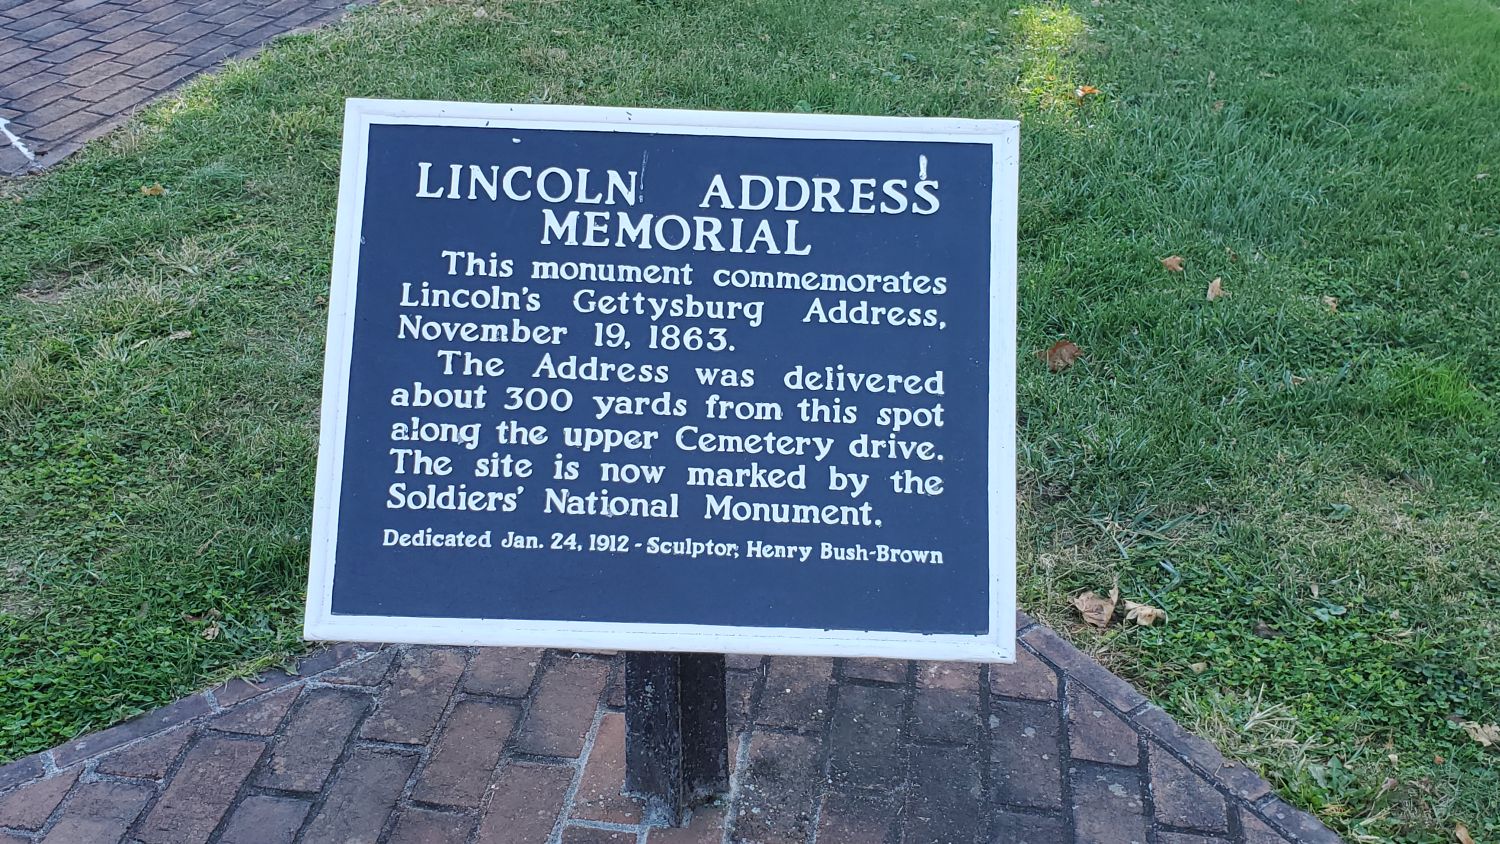 LINCOLN ADDRESS
MEMORIAL
This monument commemorates
Lincoln's Gettysburg Address,
November 19, 1863.
The Address was delivered
about 300 yards from this spot
along the upper Cemetery drive.
The site is now marked by the
Soldiers' National Monument.
Dedicated Jan. 24, 1912 - Sculptor; Henry Bush-Brown